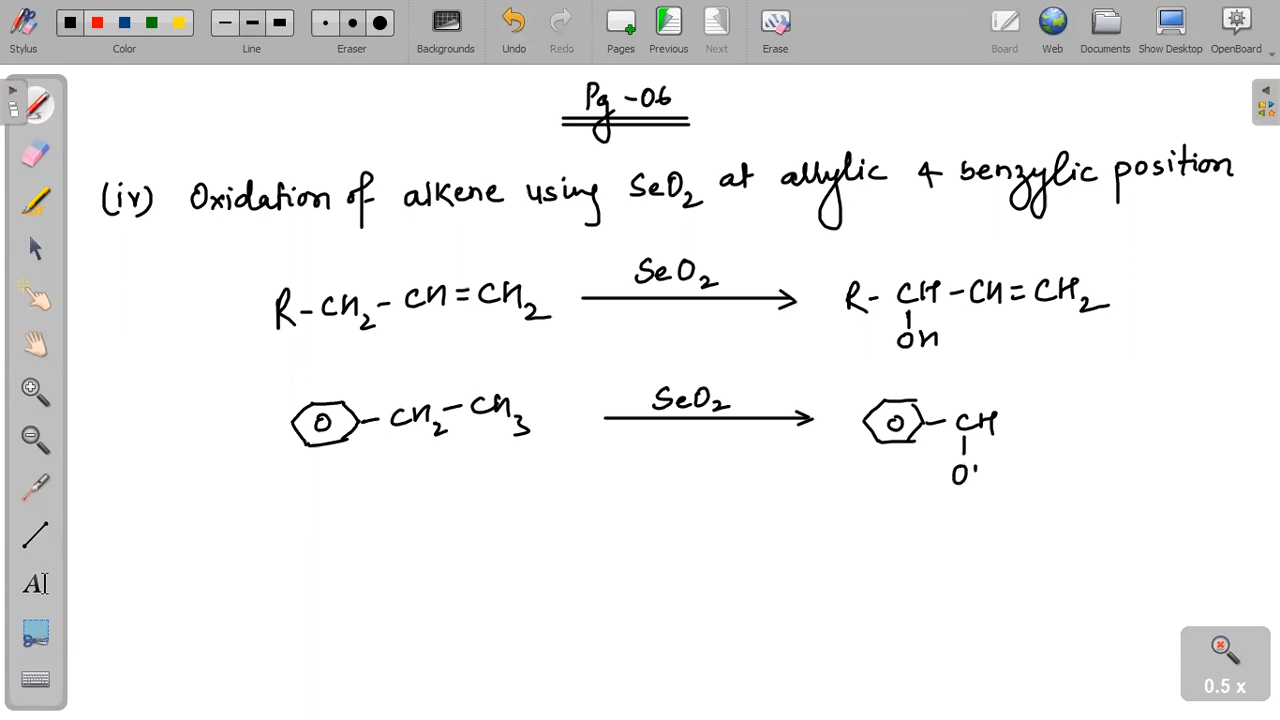 Stylus Color Line Eraser Backgrounds Undo Redo Pages Previous Next Erase Board Web Documents Show Desktop OpenBoard
Pg - 06
(iv) Oxidation of alkene using SeO2 at allylic & benzylic position
R-CH2-CH=CH2 SeO2 R-CH-CH=CH2
OH
CH2-CH3 SeO2 CH
O
AI
0.5 x